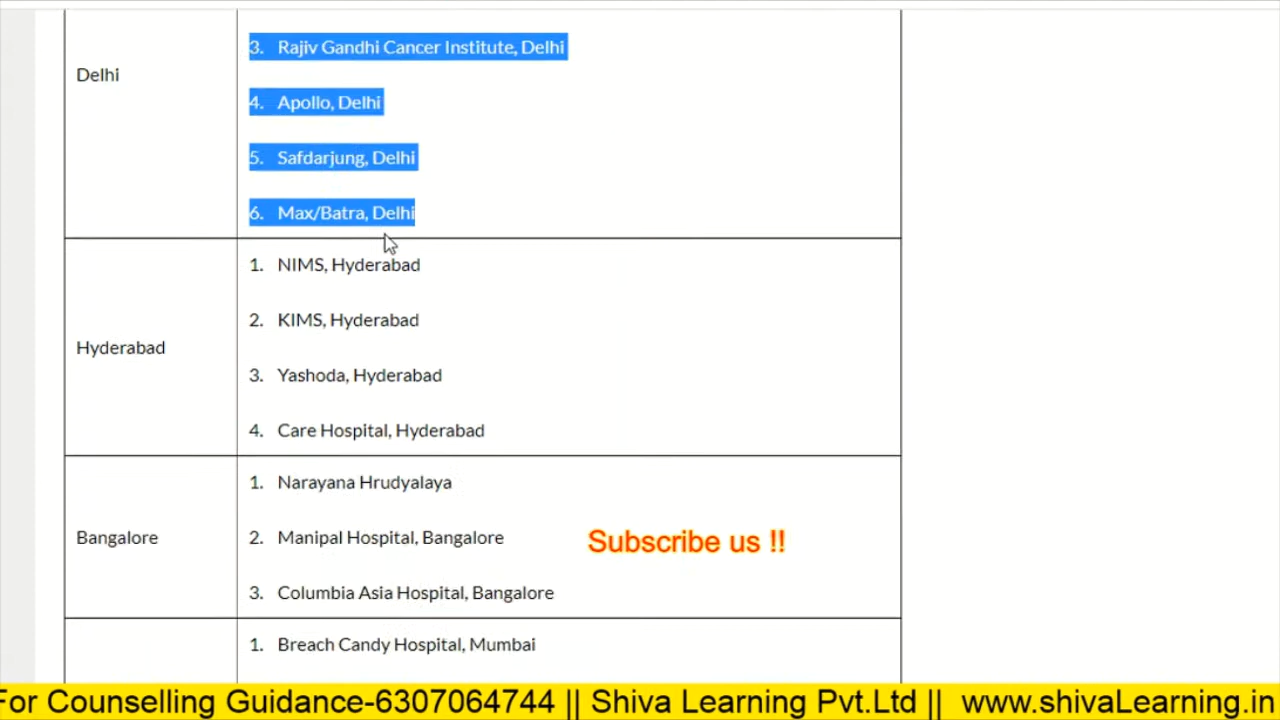 Delhi
3. Rajiv Gandhi Cancer Institute, Delhi
4. Apollo, Delhi
5. Safdarjung, Delhi
6. Max/Batra, Delhi
Hyderabad
1. NIMS, Hyderabad
2. KIMS, Hyderabad
3. Yashoda, Hyderabad
4. Care Hospital, Hyderabad
Bangalore
1. Narayana Hrudyalaya
2. Manipal Hospital, Bangalore
3. Columbia Asia Hospital, Bangalore
Subscribe us !!
1. Breach Candy Hospital, Mumbai
For Counselling Guidance-6307064744 || Shiva Learning Pvt.Ltd || www.shivaLearning.in